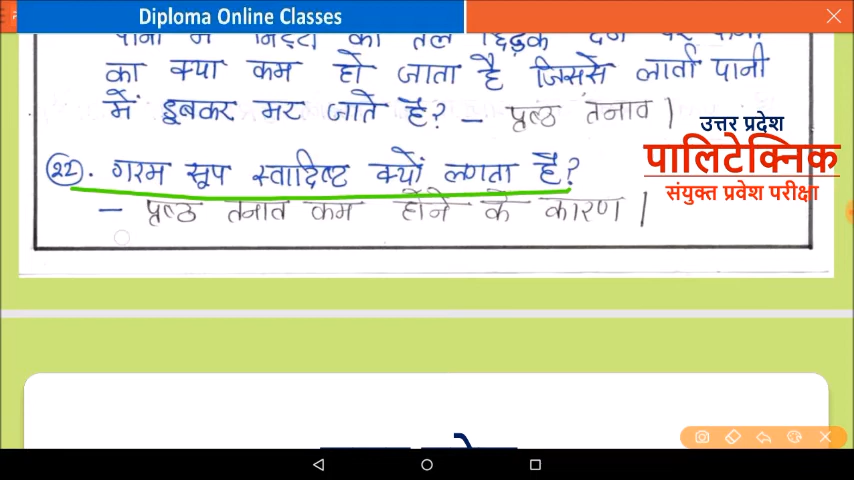 Diploma Online Classes
का क्या कम हो जाता है जिससे लार्वा पानी
में डूबकर मर जाते है? – पृष्ठ तनाव |
उत्तर प्रदेश
पालिटेक्निक
संयुक्त प्रवेश परीक्षा
22. गरम सूप स्वादिष्ट क्यों लगता है?
– पृष्ठ तनाव कम होने के कारण |